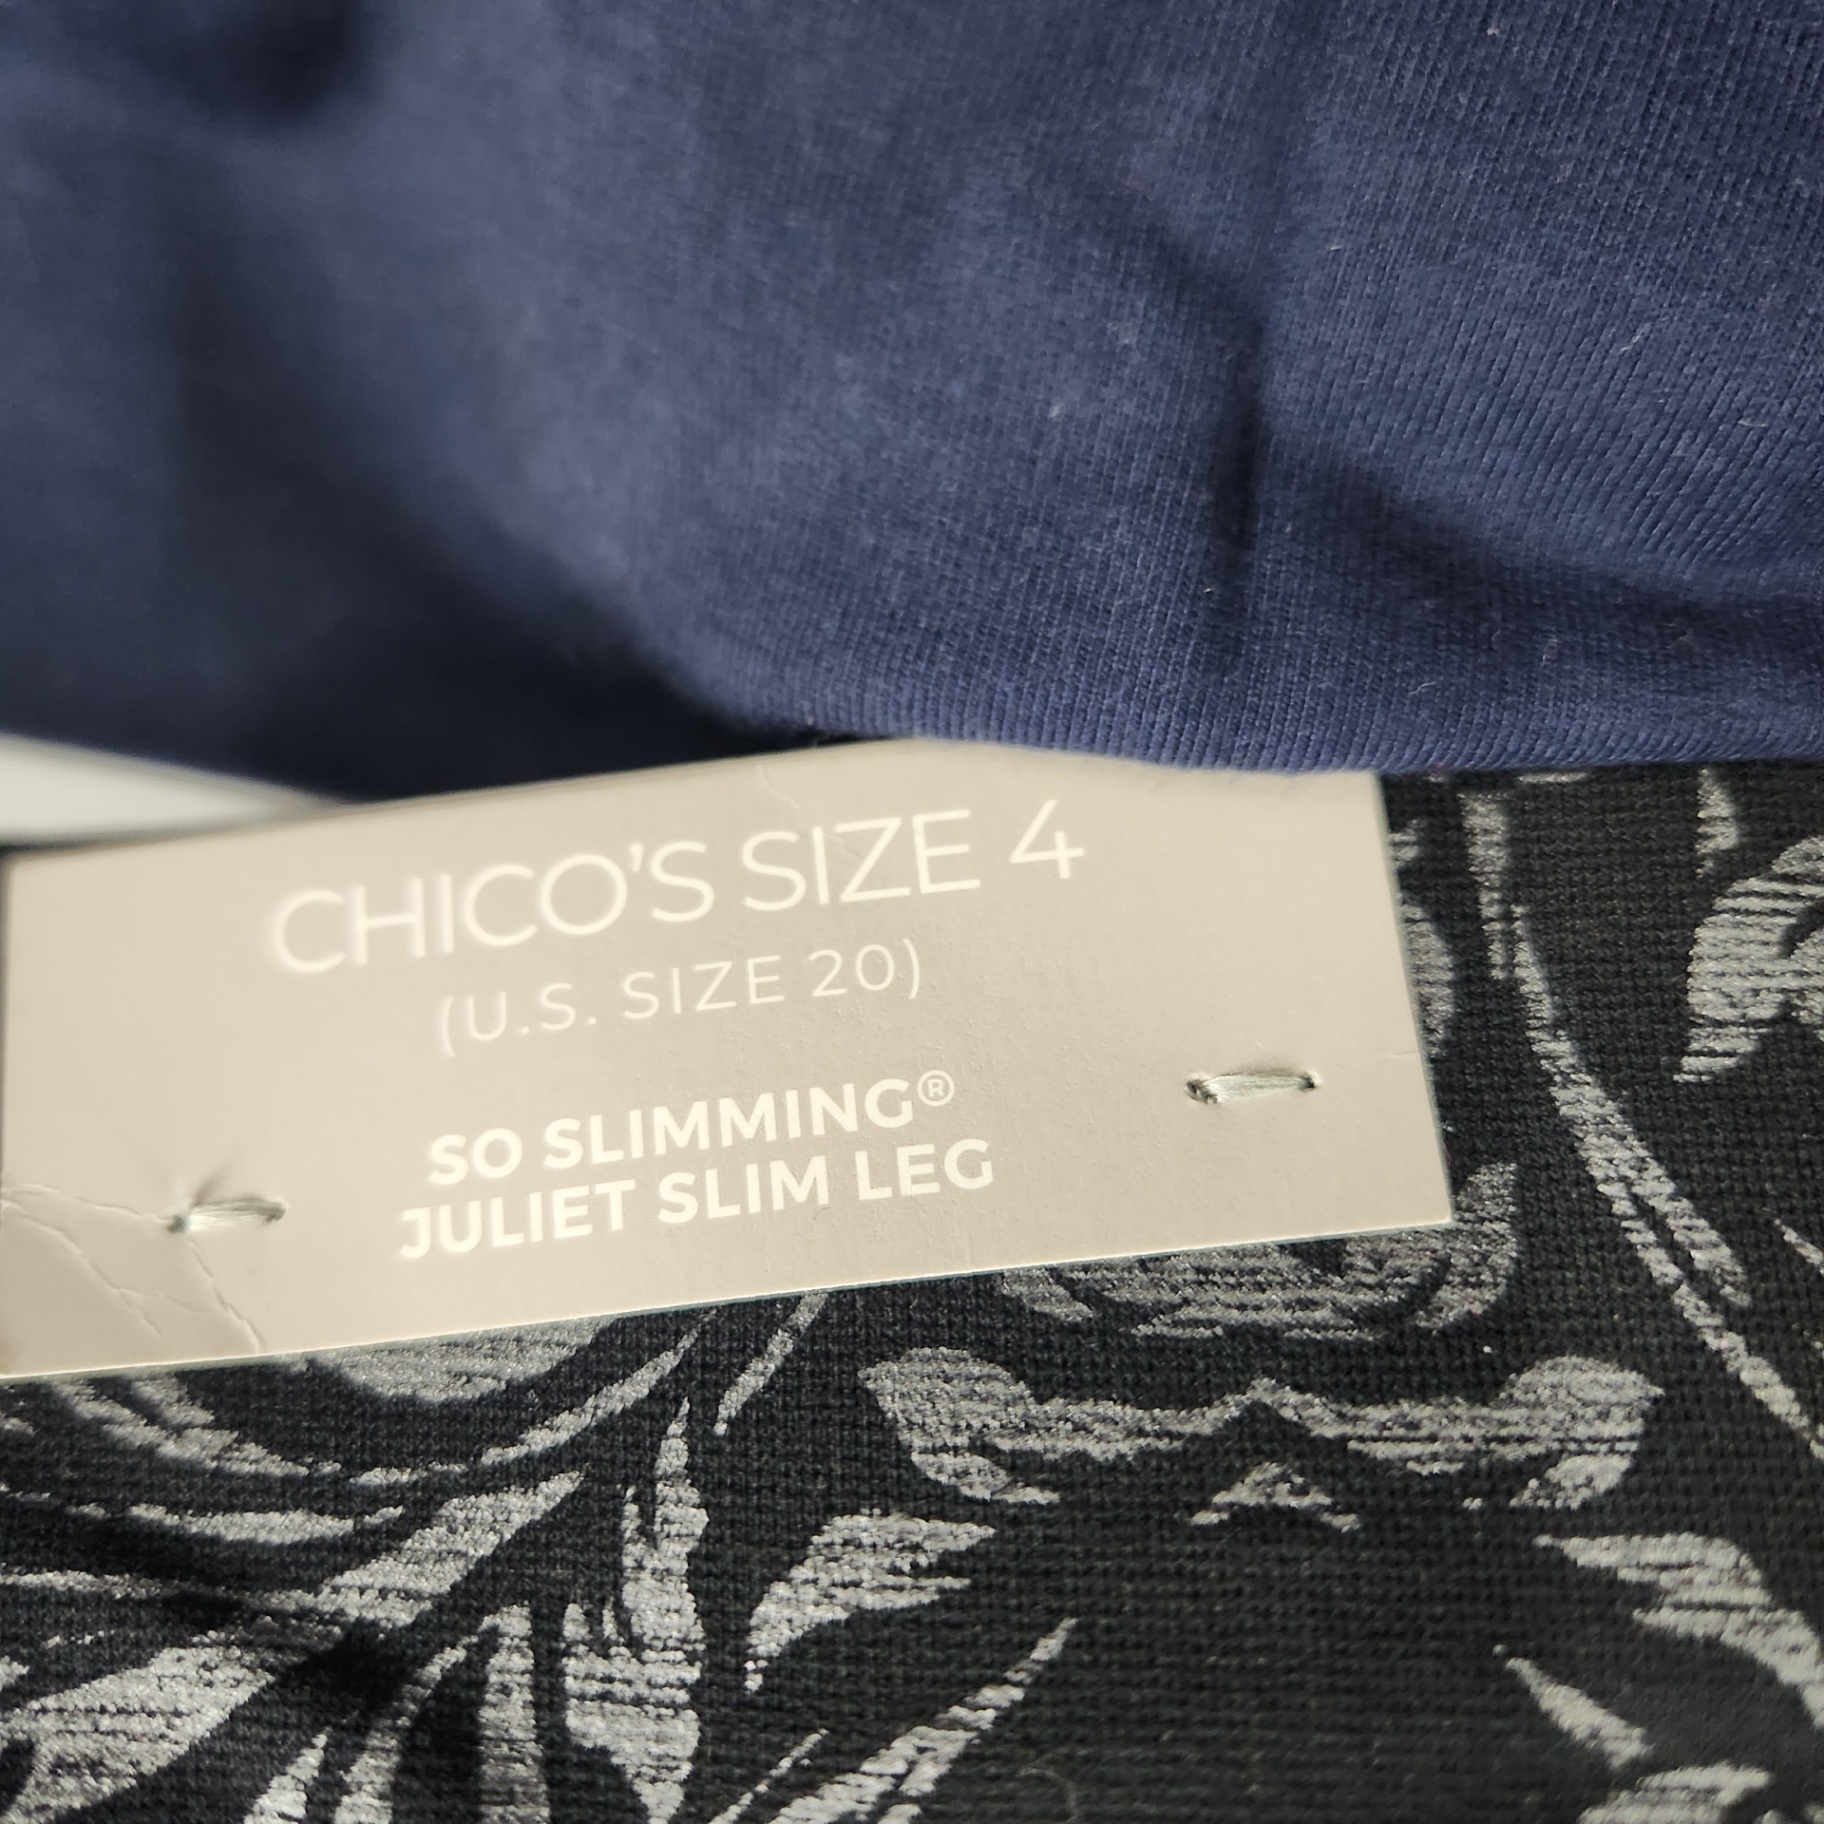 CHICO'S SIZE 4
(U.S. SIZE 20)
SO SLIMMING®
JULIET SLIM LEG